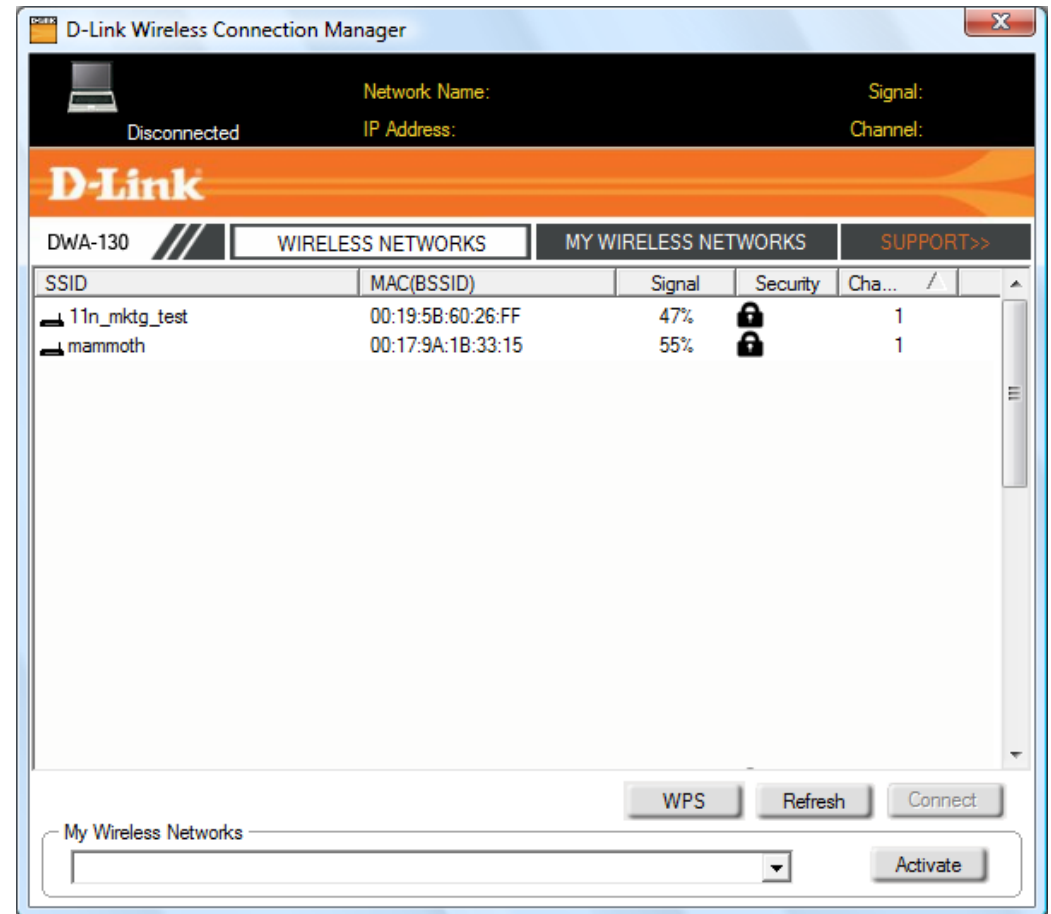 D-Link Wireless Connection Manager
Network Name: Signal:
Disconnected IP Address: Channel:
D-Link
DWA-130 WIRELESS NETWORKS MY WIRELESS NETWORKS SUPPORT>>
SSID MAC(BSSID) Signal Security Cha...
11n_mktg_test 00:19:5B:60:26:FF 47% 1
mammoth 00:17:9A:1B:33:15 55% 1
WPS Refresh Connect
My Wireless Networks
Activate